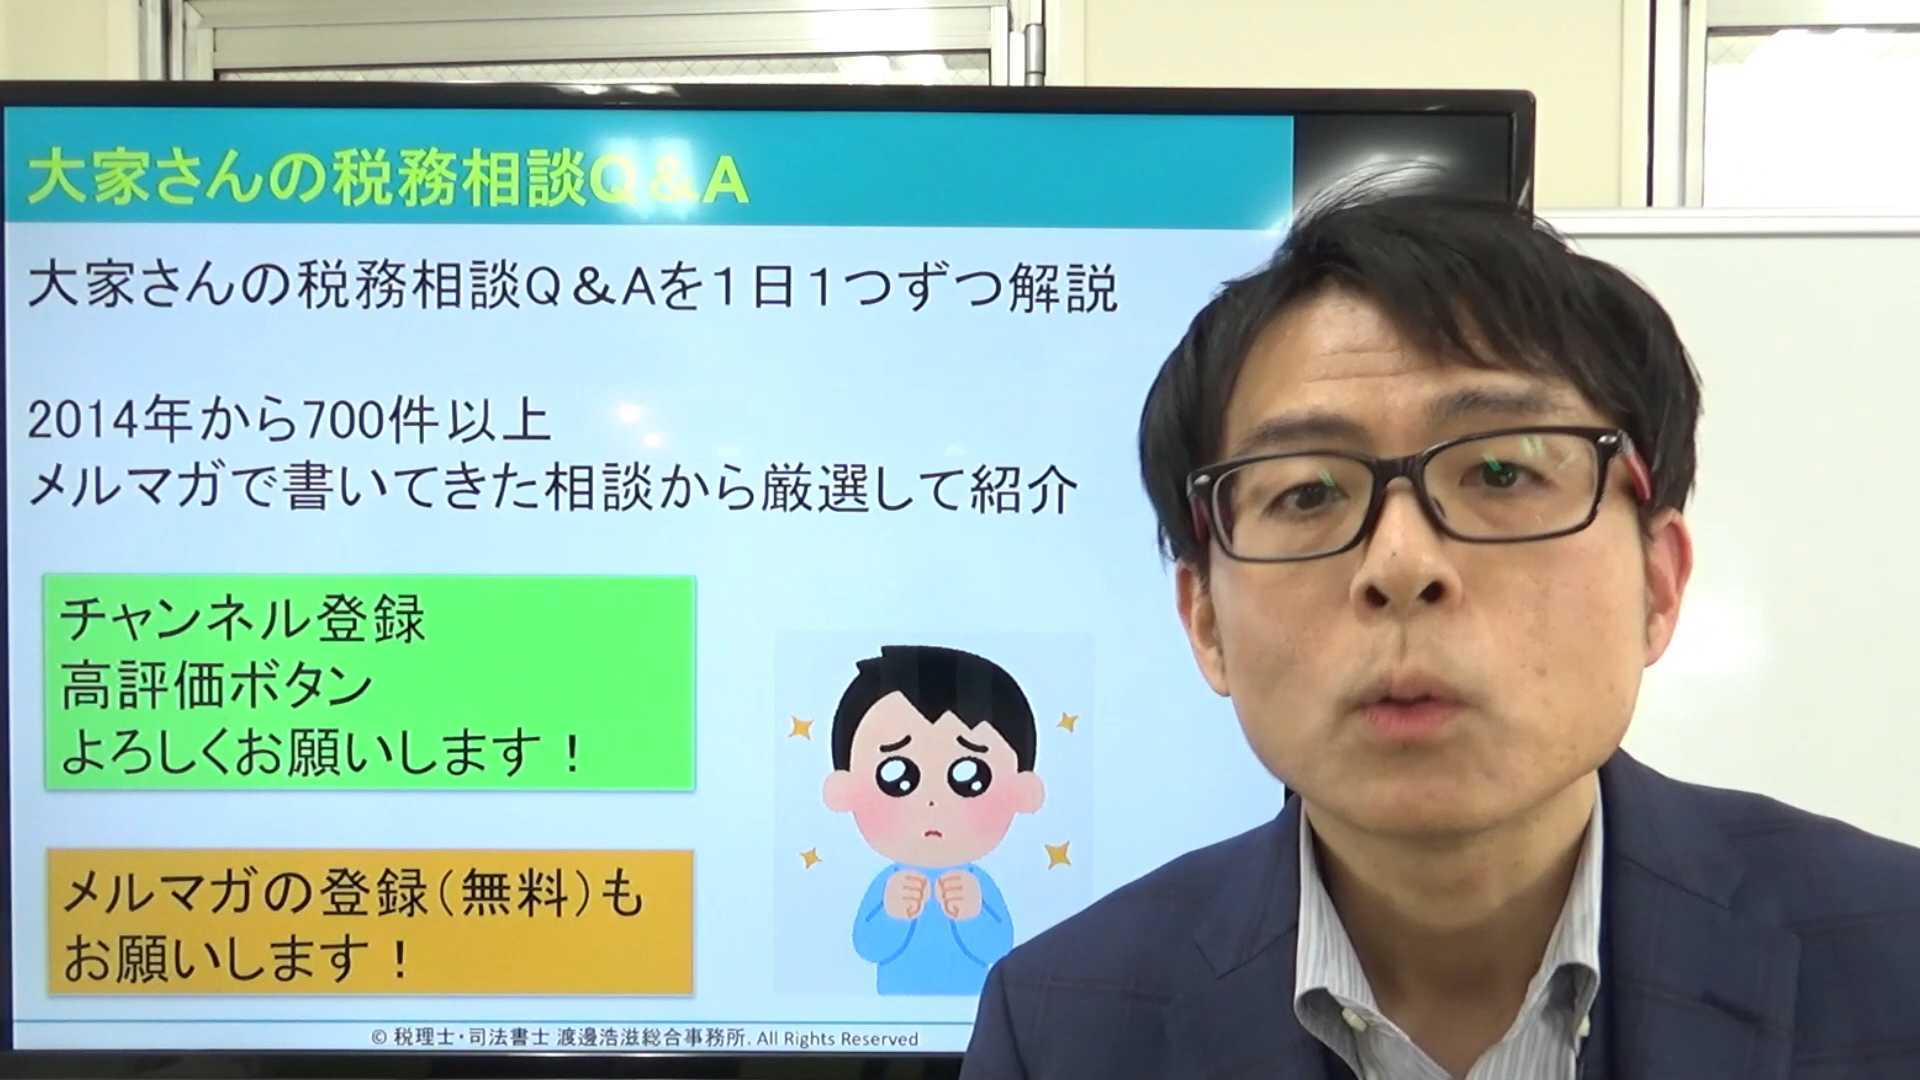 大家さんの税務相談Q&A
大家さんの税務相談Q&Aを1日1つずつ解説
2014年から700件以上
メルマガで書いてきた相談から厳選して紹介
チャンネル登録
高評価ボタン
よろしくお願いします！
メルマガの登録（無料）も
お願いします！
© 税理士・司法書士 渡邊浩滋総合事務所. All Rights Reserved